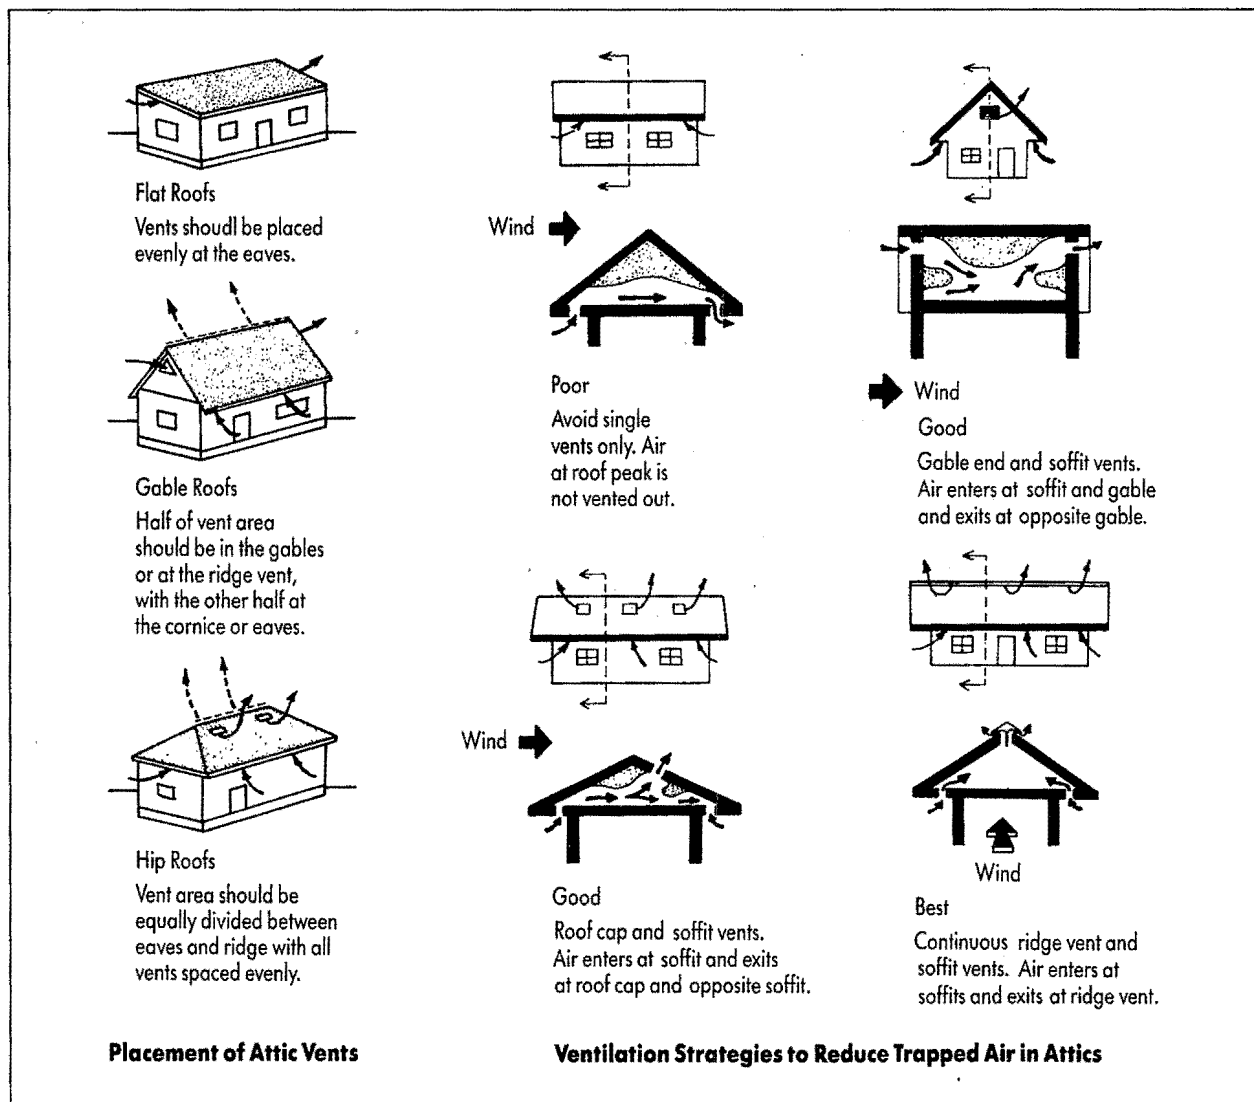 Flat Roofs
Vents shoudl be placed
evenly at the eaves.
Gable Roofs
Half of vent area
should be in the gables
or at the ridge vent,
with the other half at
the cornice or eaves.
Hip Roofs
Vent area should be
equally divided between
eaves and ridge with all
vents spaced evenly.
Placement of Attic Vents
Wind
Poor
Avoid single
vents only. Air
at roof peak is
not vented out.
Wind
Good
Gable end and soffit vents.
Air enters at soffit and gable
and exits at opposite gable.
Wind
Good
Roof cap and soffit vents.
Air enters at soffit and exits
at roof cap and opposite soffit.
Wind
Best
Continuous ridge vent and
soffit vents. Air enters at
soffits and exits at ridge vent.
Ventilation Strategies to Reduce Trapped Air in Attics